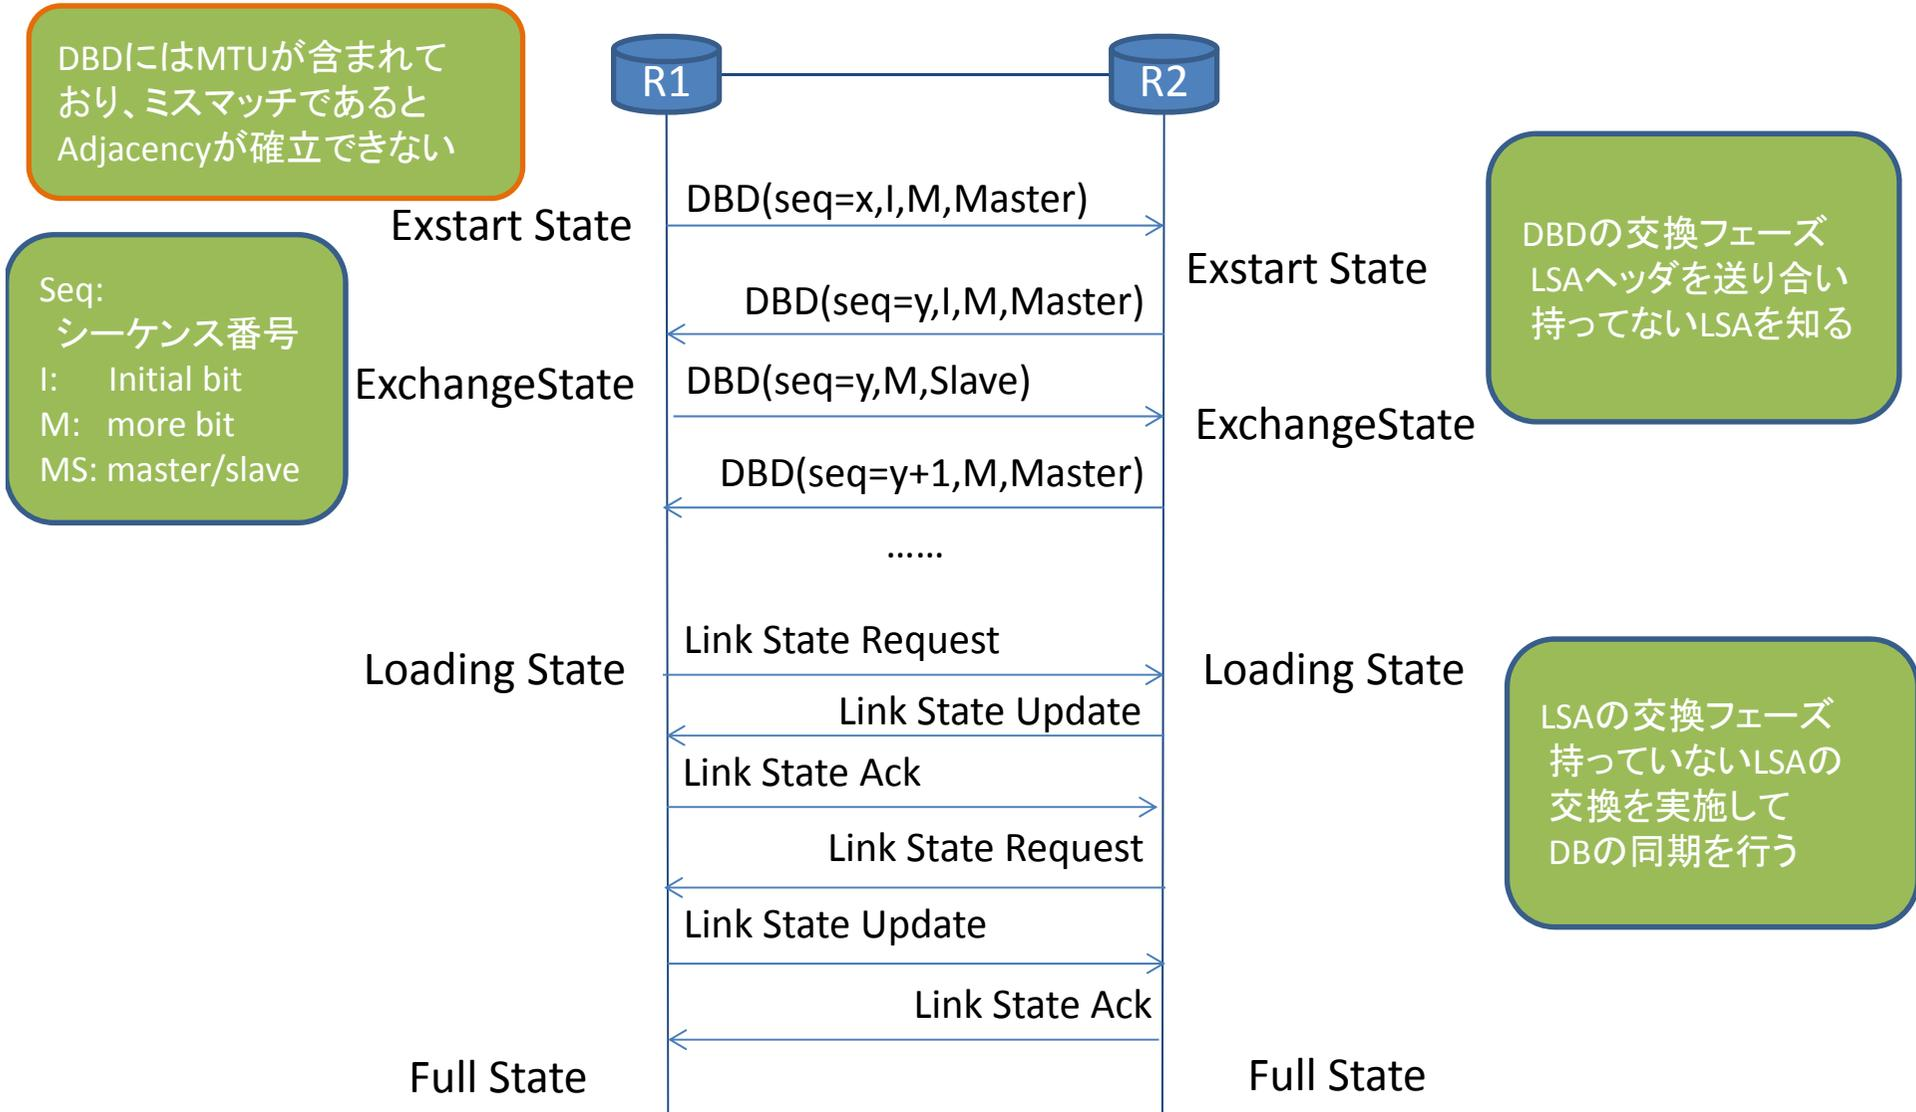 DBDにはMTUが含まれて
おり、ミスマッチであると
Adjacencyが確立できない
R1
R2
DBD(seq=x,I,M,Master)
Exstart State
Exstart State
DBDの交換フェーズ
LSAヘッダを送り合い
持ってないLSAを知る
Seq:
シーケンス番号
I: Initial bit
M: more bit
MS: master/slave
DBD(seq=y,I,M,Master)
ExchangeState
DBD(seq=y,M,Slave)
ExchangeState
DBD(seq=y+1,M,Master)
……
Link State Request
Loading State
Loading State
Link State Update
Link State Ack
LSAの交換フェーズ
持っていないLSAの
交換を実施して
DBの同期を行う
Link State Request
Link State Update
Link State Ack
Full State
Full State